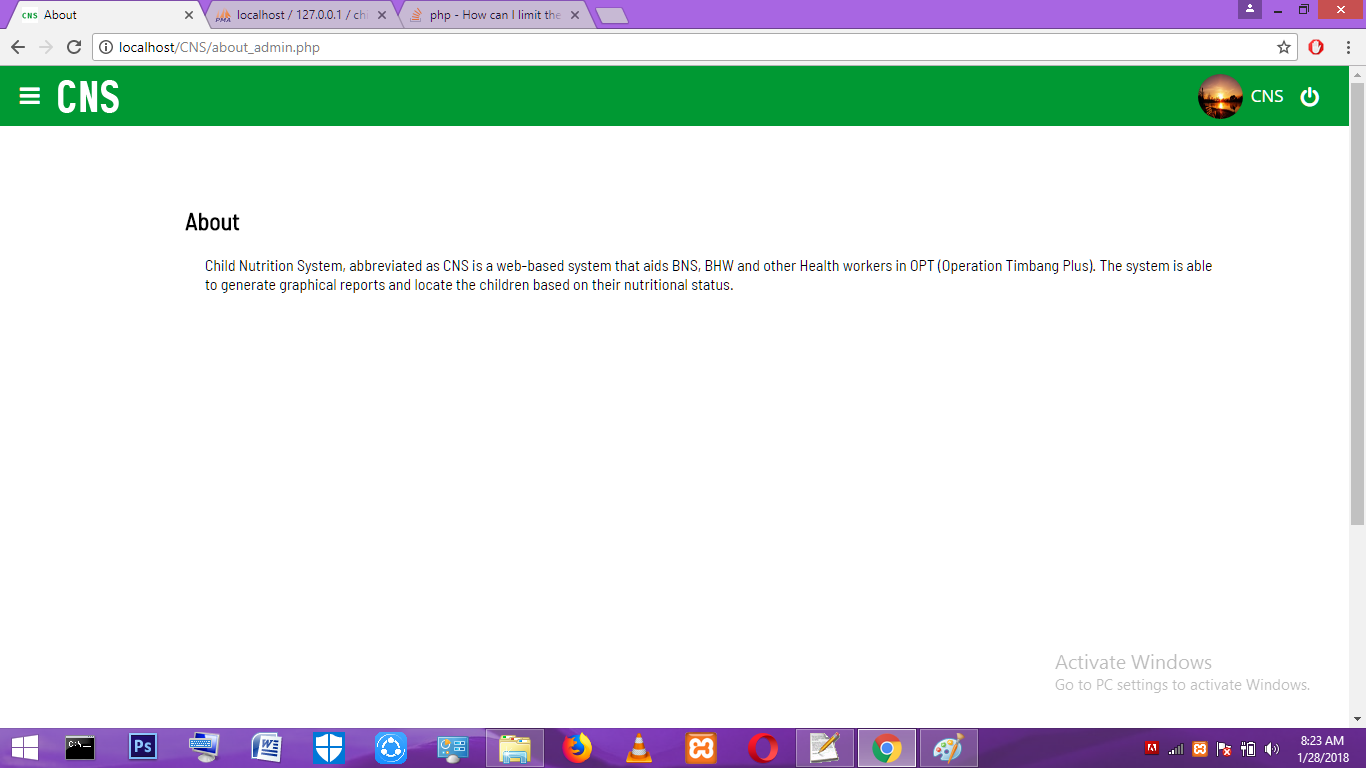 CNS About
PMA localhost / 127.0.0.1 / chi
php - How can I limit the
localhost/CNS/about_admin.php
CNS
CNS
About
Child Nutrition System, abbreviated as CNS is a web-based system that aids BNS, BHW and other Health workers in OPT (Operation Timbang Plus). The system is able
to generate graphical reports and locate the children based on their nutritional status.
Activate Windows
Go to PC settings to activate Windows.
C:\_
Ps
W
8:23 AM
1/28/2018